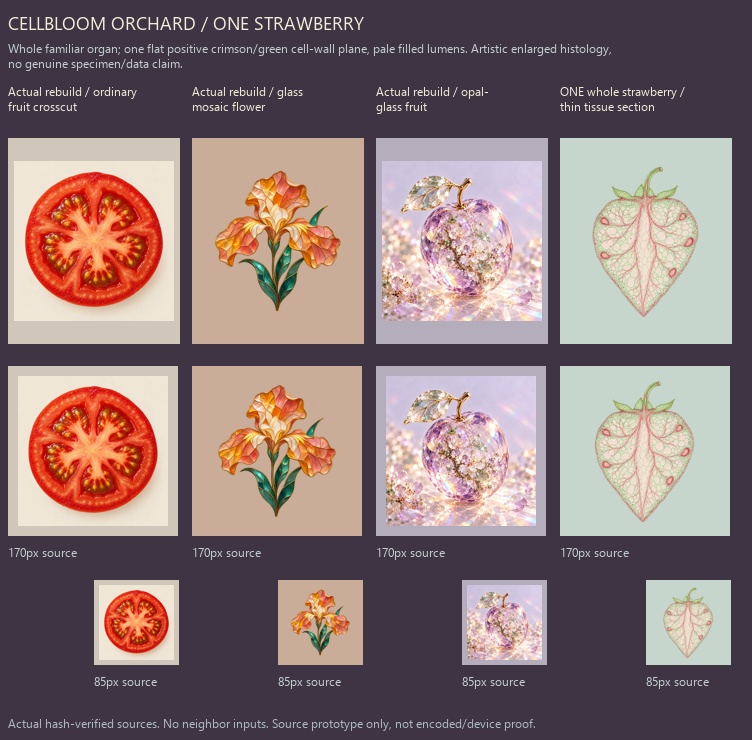 CELLBLOOM ORCHARD / ONE STRAWBERRY
Whole familiar organ; one flat positive crimson/green cell-wall plane, pale filled lumens. Artistic enlarged histology,
no genuine specimen/data claim.
Actual rebuild / ordinary
fruit crosscut
Actual rebuild / glass
mosaic flower
Actual rebuild / opal-
glass fruit
ONE whole strawberry /
thin tissue section
170px source
170px source
170px source
170px source
85px source
85px source
85px source
85px source
Actual hash-verified sources. No neighbor inputs. Source prototype only, not encoded/device proof.